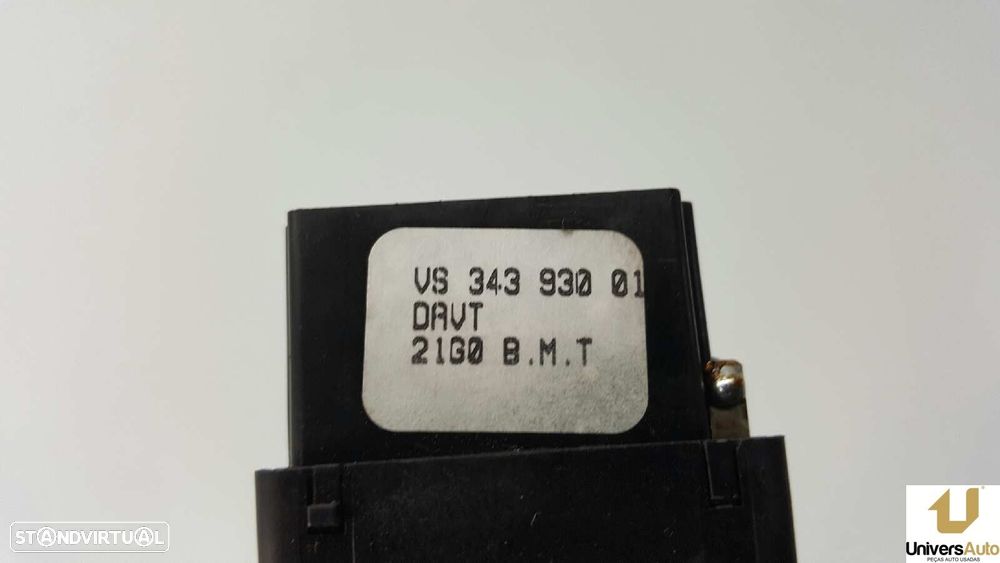 VS 343 930 01
DAVT
21G0 B.M.T
STANDVIRTUAL
UniversAuto
PEÇAS AUTO USADAS